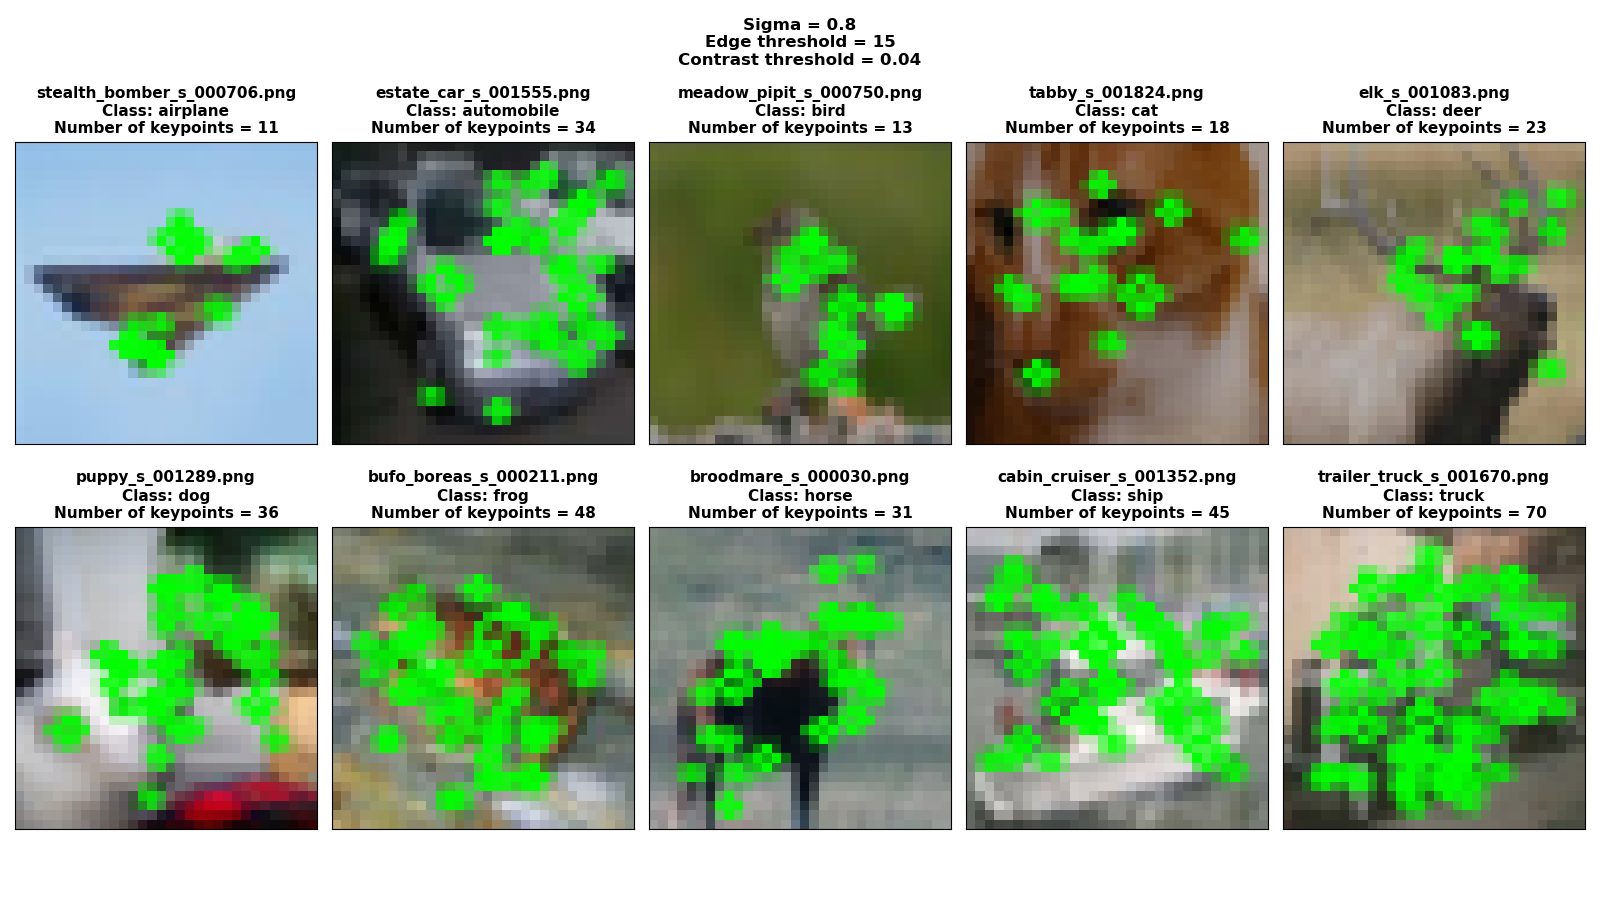 Sigma = 0.8
Edge threshold = 15
Contrast threshold = 0.04
stealth_bomber_s_000706.png
Class: airplane
Number of keypoints = 11
estate_car_s_001555.png
Class: automobile
Number of keypoints = 34
meadow_pipit_s_000750.png
Class: bird
Number of keypoints = 13
tabby_s_001824.png
Class: cat
Number of keypoints = 18
elk_s_001083.png
Class: deer
Number of keypoints = 23
puppy_s_001289.png
Class: dog
Number of keypoints = 36
bufo_boreas_s_000211.png
Class: frog
Number of keypoints = 48
broodmare_s_000030.png
Class: horse
Number of keypoints = 31
cabin_cruiser_s_001352.png
Class: ship
Number of keypoints = 45
trailer_truck_s_001670.png
Class: truck
Number of keypoints = 70